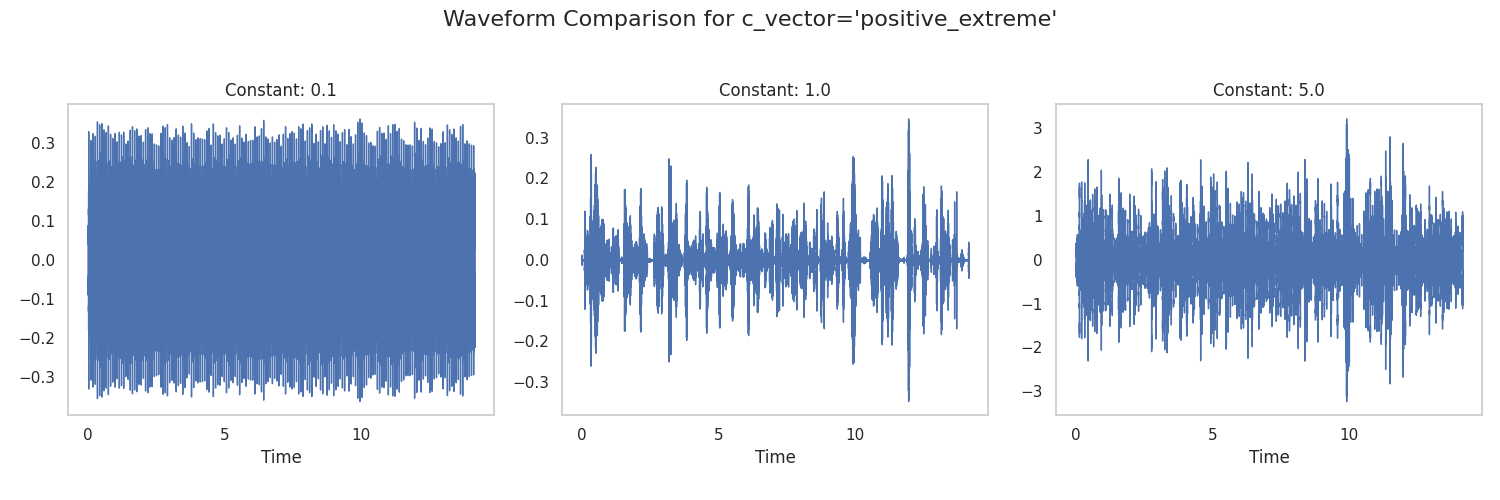 Waveform Comparison for c_vector='positive_extreme'
Constant: 0.1
0.3
0.2
0.1
0.0
−0.1
−0.2
−0.3
0 5 10
Time
Constant: 1.0
0.3
0.2
0.1
0.0
−0.1
−0.2
−0.3
0 5 10
Time
Constant: 5.0
3
2
1
0
−1
−2
−3
0 5 10
Time